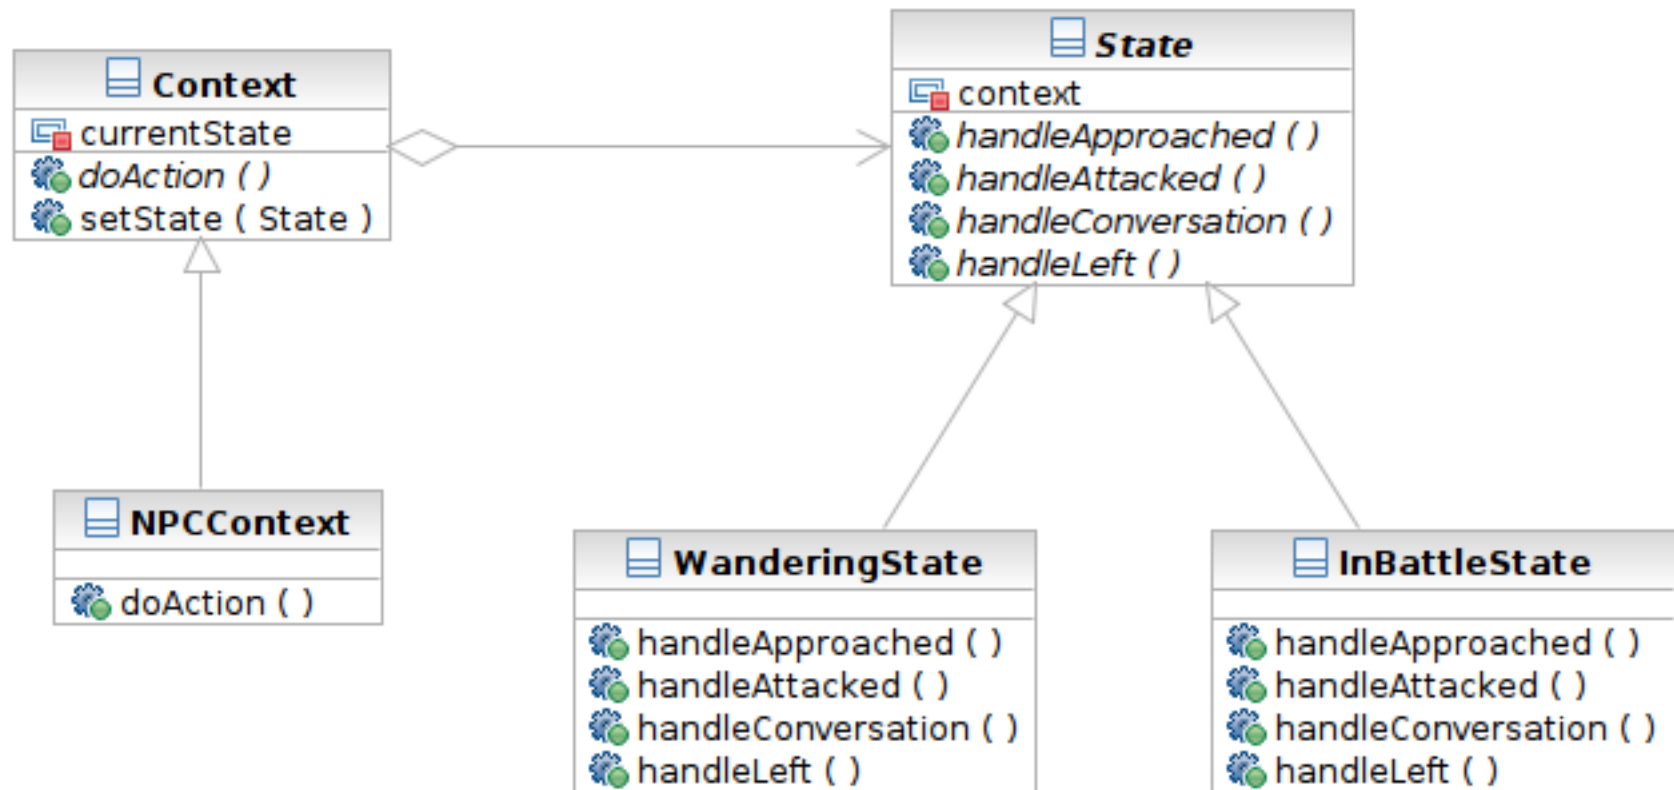 Context
currentState
doAction ( )
setState ( State )
State
context
handleApproached ( )
handleAttacked ( )
handleConversation ( )
handleLeft ( )
NPCContext
doAction ( )
WanderingState
handleApproached ( )
handleAttacked ( )
handleConversation ( )
handleLeft ( )
InBattleState
handleApproached ( )
handleAttacked ( )
handleConversation ( )
handleLeft ( )